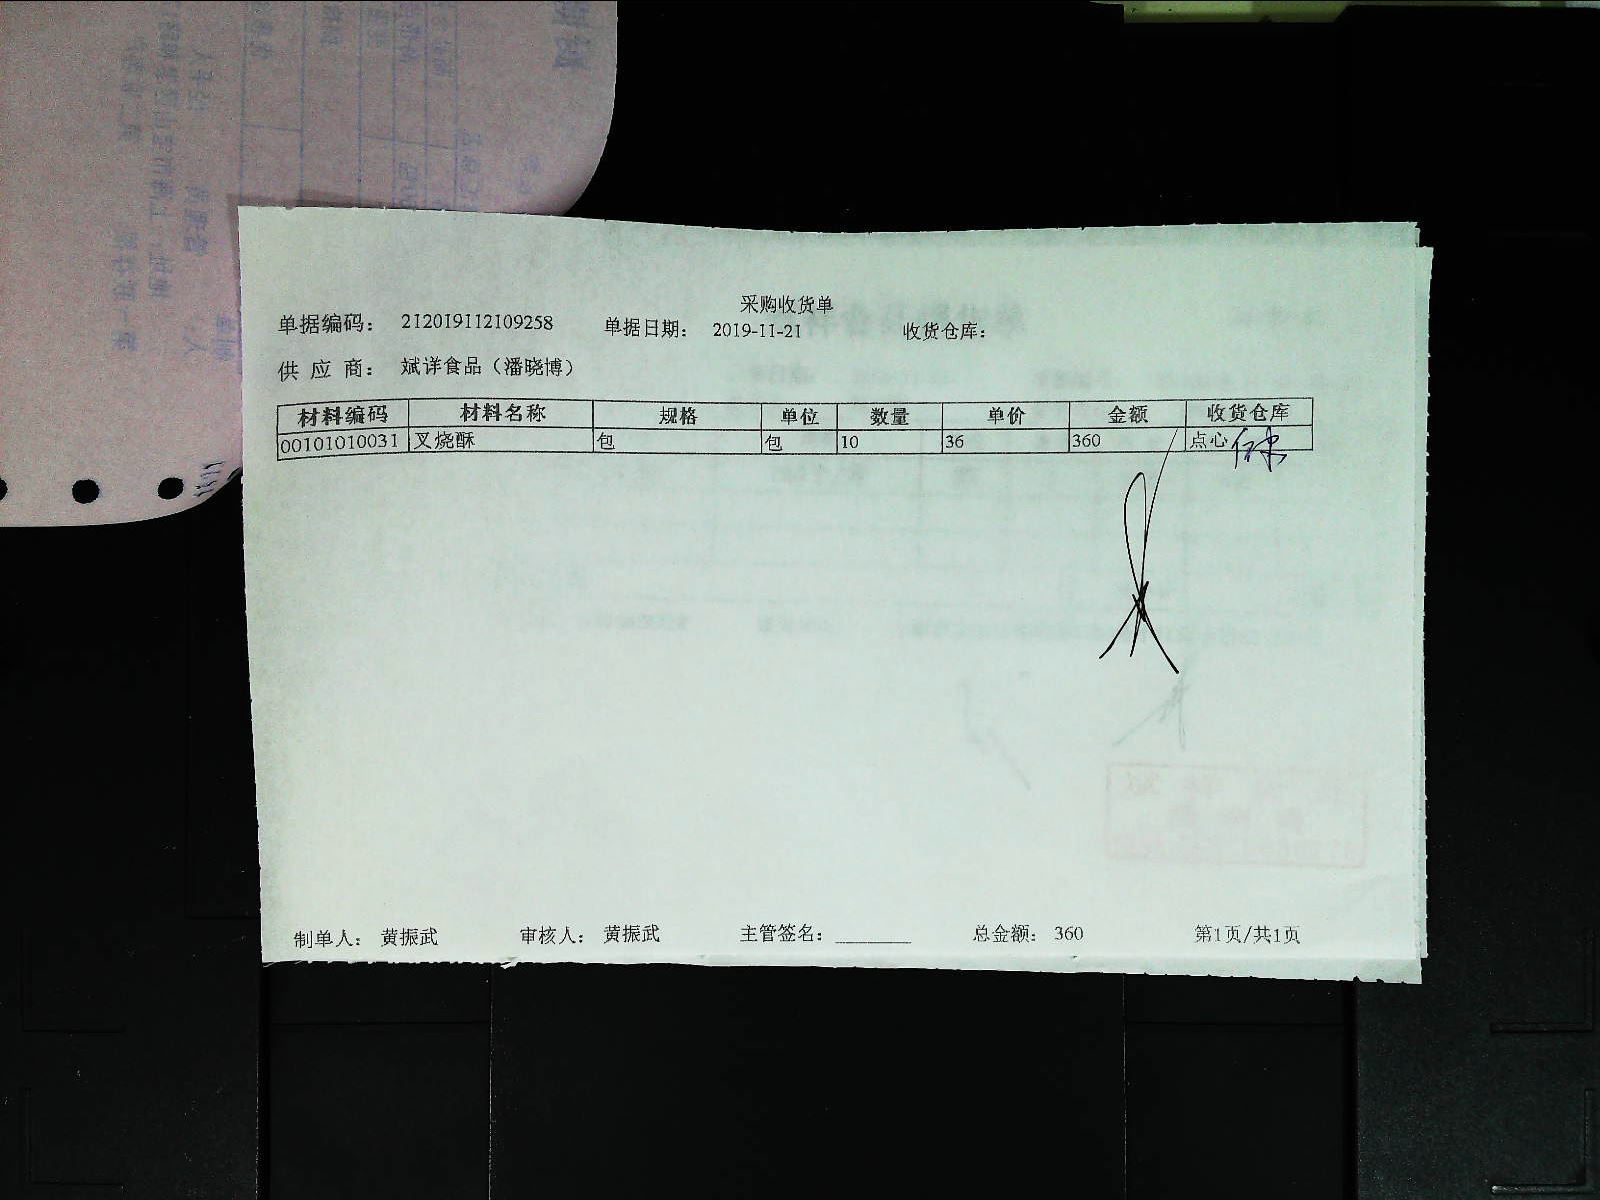 采购收货单
单据编码： 212019112109258 单据日期： 2019-11-21 收货仓库：
供 应 商： 斌详食品（潘晓博）
材料编码 材料名称 规格 单位 数量 单价 金额 收货仓库
00101010031 叉烧酥 包 包 10 36 360 点心
制单人： 黄振武 审核人： 黄振武 主管签名：________ 总金额： 360 第1页/共1页